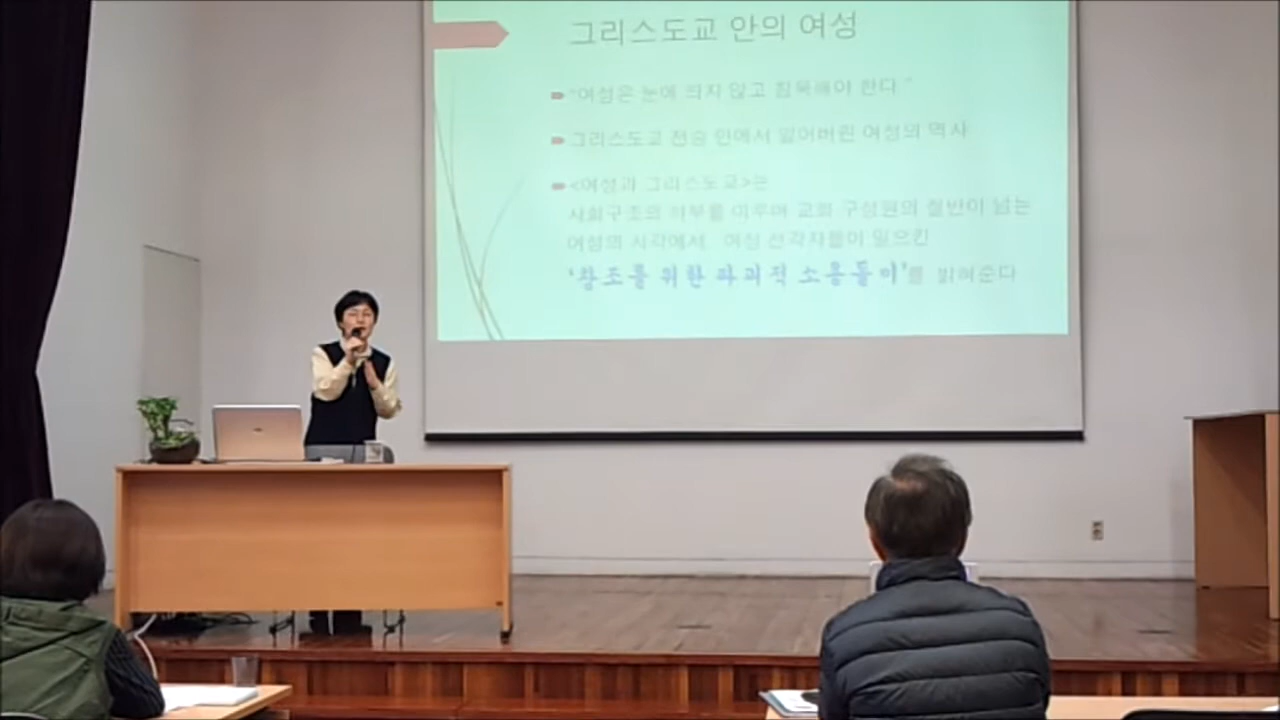 그리스도교 안의 여성
"여성은 눈에 띄지 않고 침묵해야 한다"
그리스도교 전승 안에서 잃어버린 여성의 역사
<여성과 그리스도교>는
사회구조의 하부를 이루며 교회 구성원의 절반이 넘는
여성의 시각에서 여성 선각자들이 일으킨
'창조를 위한 파괴적 소용돌이'를 밝혀준다